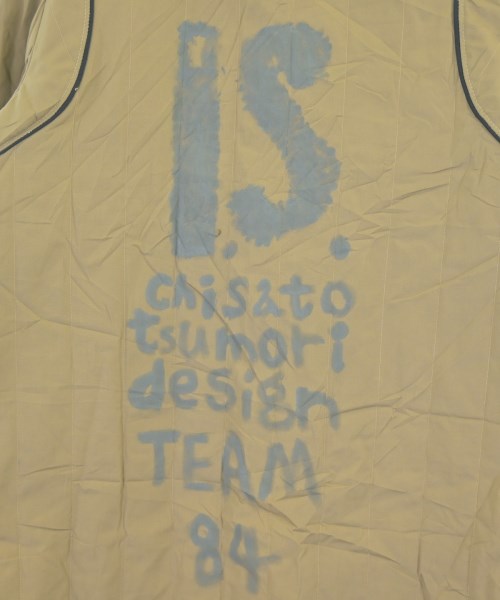 I.S.
chisato
tsumori
design
TEAM
84